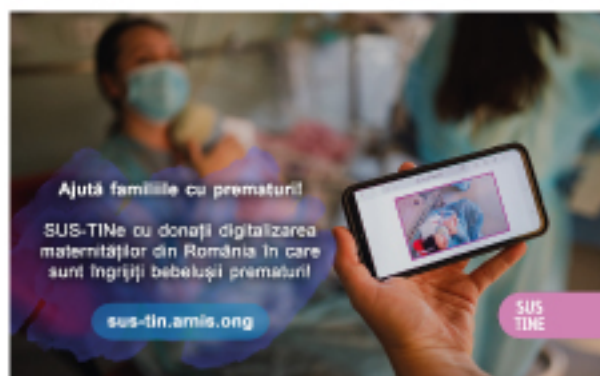 Ajută familiile cu prematuri!
SUS-TINe cu donații digitalizarea
maternităților din România în care
sunt îngrijiți bebelușii prematuri!
sus-tin.amis.ong
SUS
TINE